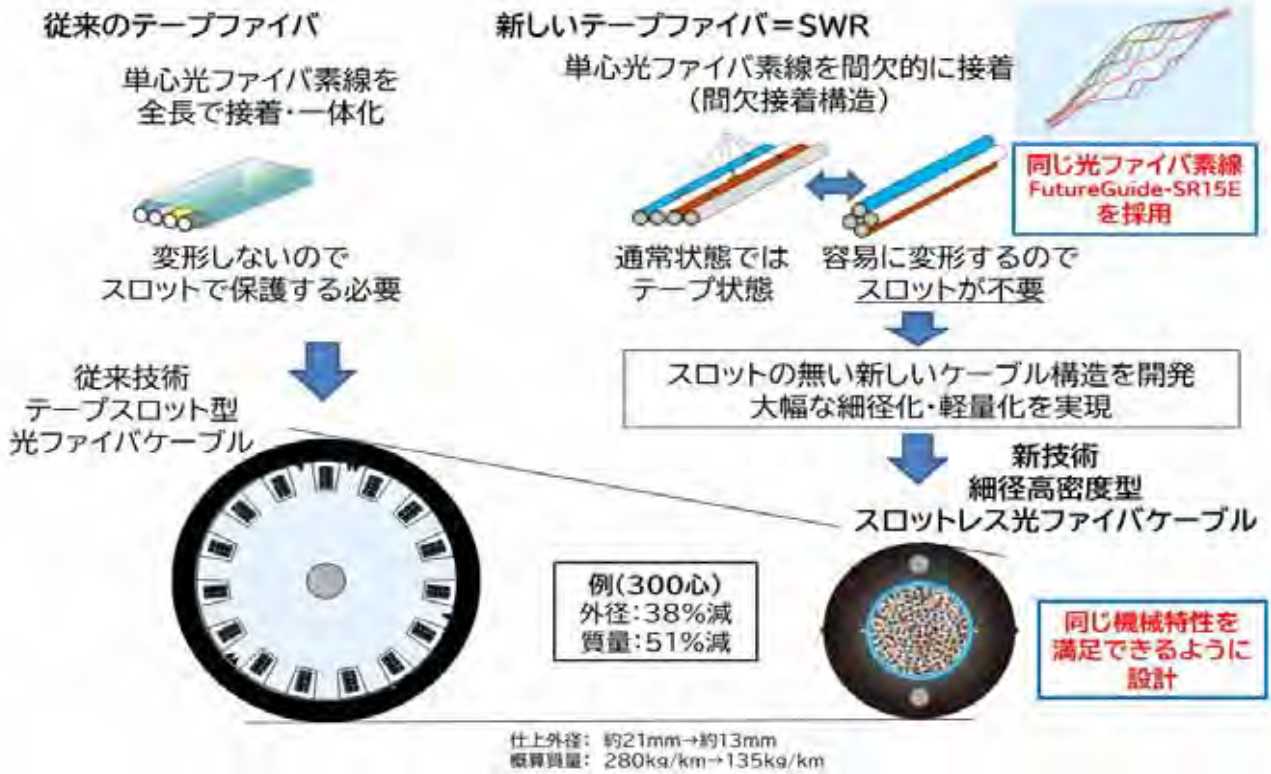 従来のテープファイバ
単心光ファイバ素線を
全長で接着・一体化
変形しないので
スロットで保護する必要
従来技術
テープスロット型
光ファイバケーブル
新しいテープファイバ=SWR
単心光ファイバ素線を間欠的に接着
(間欠接着構造)
同じ光ファイバ素線
FutureGuide-SR15E
を採用
通常状態では
テープ状態
容易に変形するので
スロットが不要
スロットの無い新しいケーブル構造を開発
大幅な細径化・軽量化を実現
新技術
細径高密度型
スロットレス光ファイバケーブル
例(300心)
外径:38%減
質量:51%減
同じ機械特性を
満足できるように
設計
仕上外径: 約21mm→約13mm
概算質量: 280kg/km→135kg/km